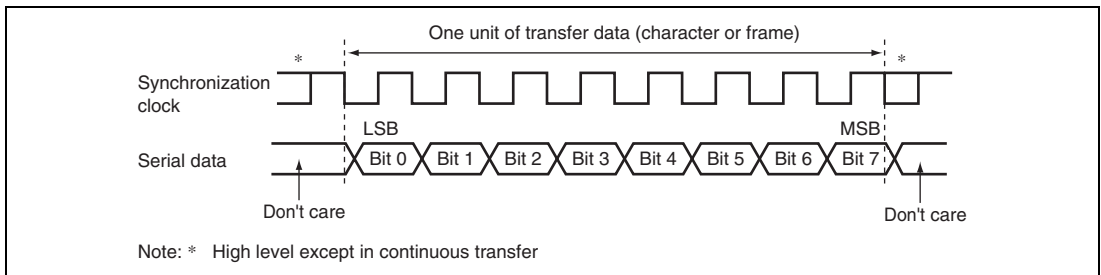 One unit of transfer data (character or frame)
* *
Synchronization
clock
LSB MSB
Serial data Bit 0 Bit 1 Bit 2 Bit 3 Bit 4 Bit 5 Bit 6 Bit 7
Don't care Don't care
Note: * High level except in continuous transfer